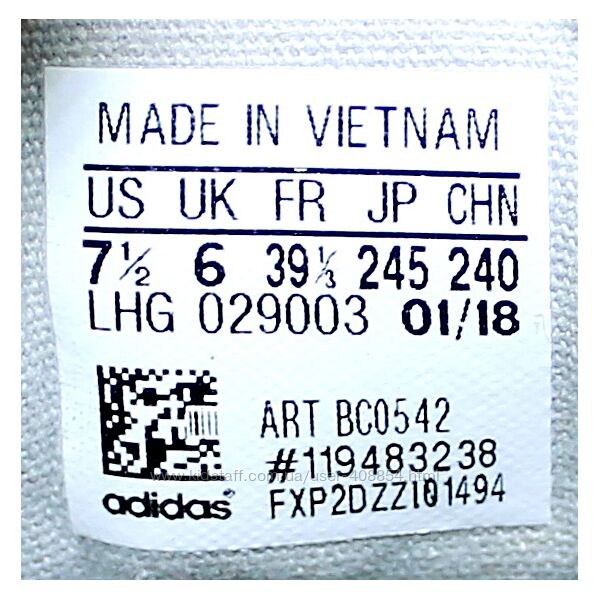 MADE IN VIETNAM
US UK FR JP CHN
7½ 6 39⅓ 245 240
LHG 029003 01/18
ART BC0542
#119483238
adidas FXP2DZZI01494